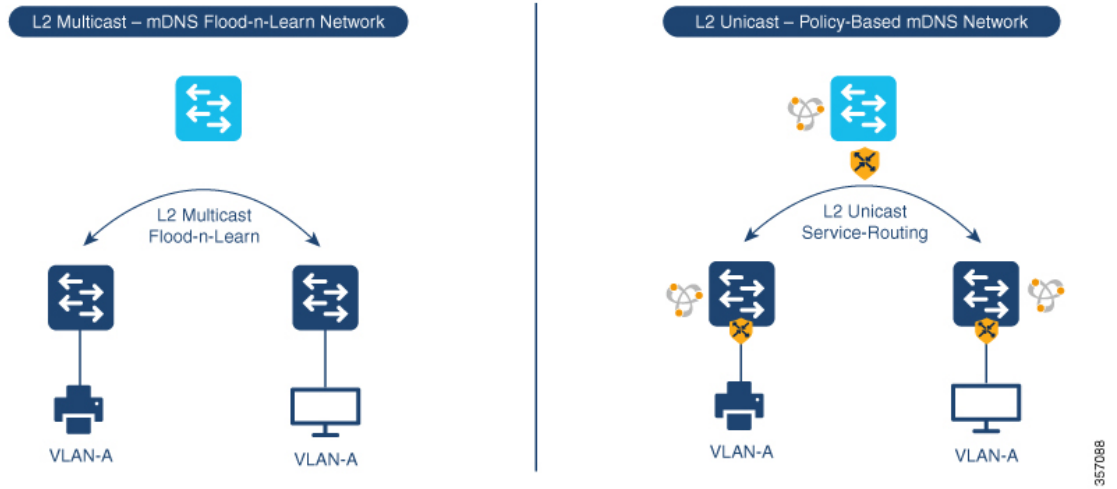 L2 Multicast – mDNS Flood-n-Learn Network
L2 Multicast
Flood-n-Learn
VLAN-A
VLAN-A
L2 Unicast – Policy-Based mDNS Network
L2 Unicast
Service-Routing
VLAN-A
VLAN-A
357088